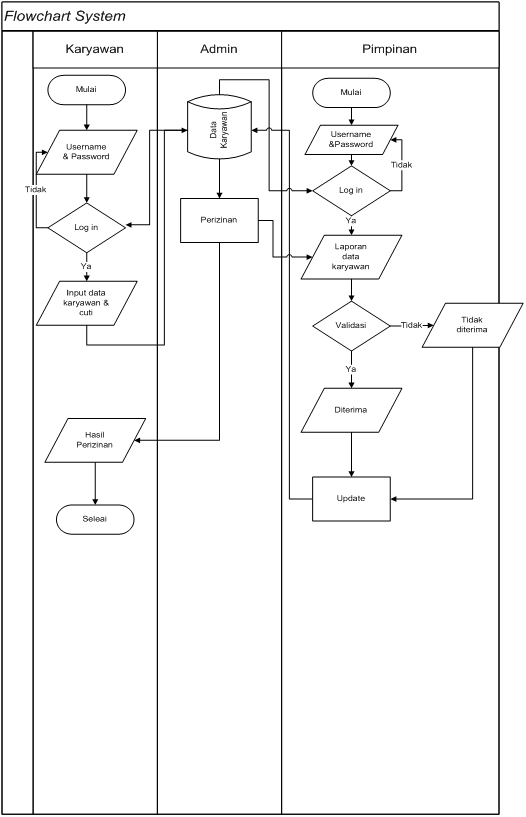 Flowchart System
Karyawan
Admin
Pimpinan
Mulai
Username
& Password
Tidak
Log in
Ya
Input data
karyawan &
cuti
Hasil
Perizinan
Seleai
Data
Karyawan
Perizinan
Mulai
Username
&Password
Tidak
Log in
Ya
Laporan
data
karyawan
Validasi
Tidak
Tidak
diterima
Ya
Diterima
Update